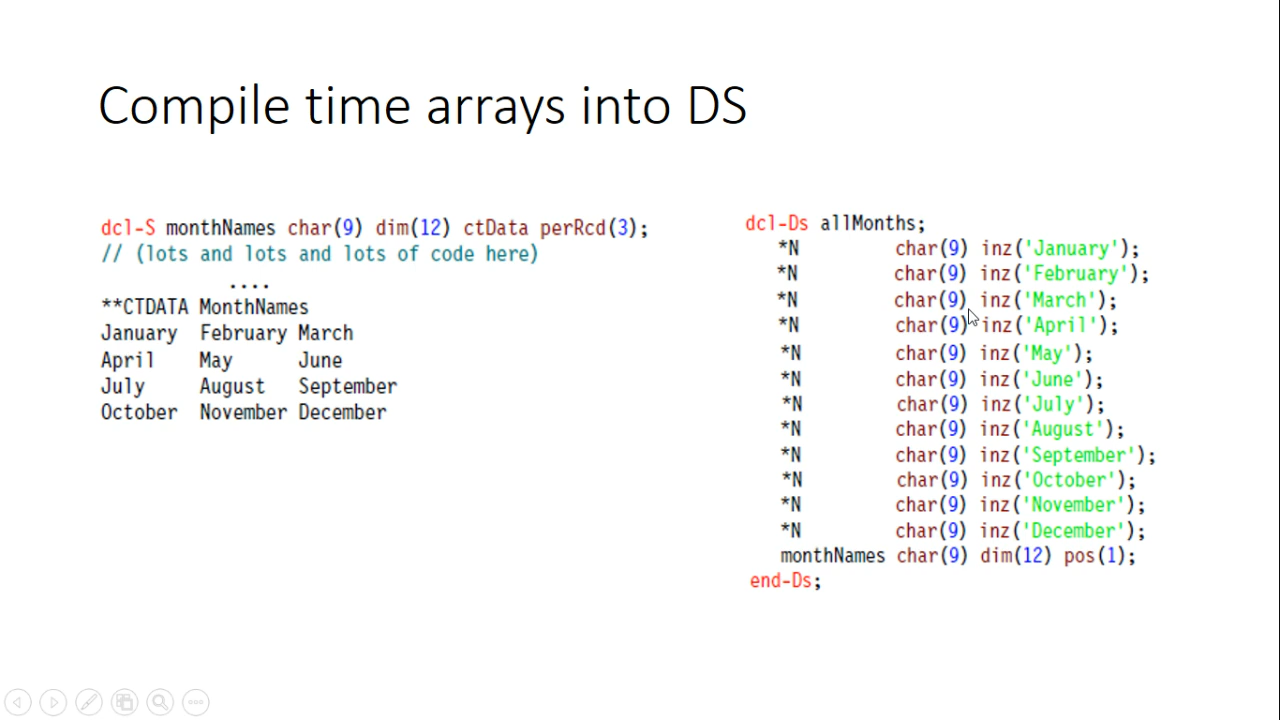 Compile time arrays into DS
dcl-S monthNames char(9) dim(12) ctData perRcd(3);
// (lots and lots and lots of code here)
....
**CTDATA MonthNames
January February March
April May June
July August September
October November December
dcl-Ds allMonths;
*N char(9) inz('January');
*N char(9) inz('February');
*N char(9) inz('March');
*N char(9) inz('April');
*N char(9) inz('May');
*N char(9) inz('June');
*N char(9) inz('July');
*N char(9) inz('August');
*N char(9) inz('September');
*N char(9) inz('October');
*N char(9) inz('November');
*N char(9) inz('December');
monthNames char(9) dim(12) pos(1);
end-Ds;